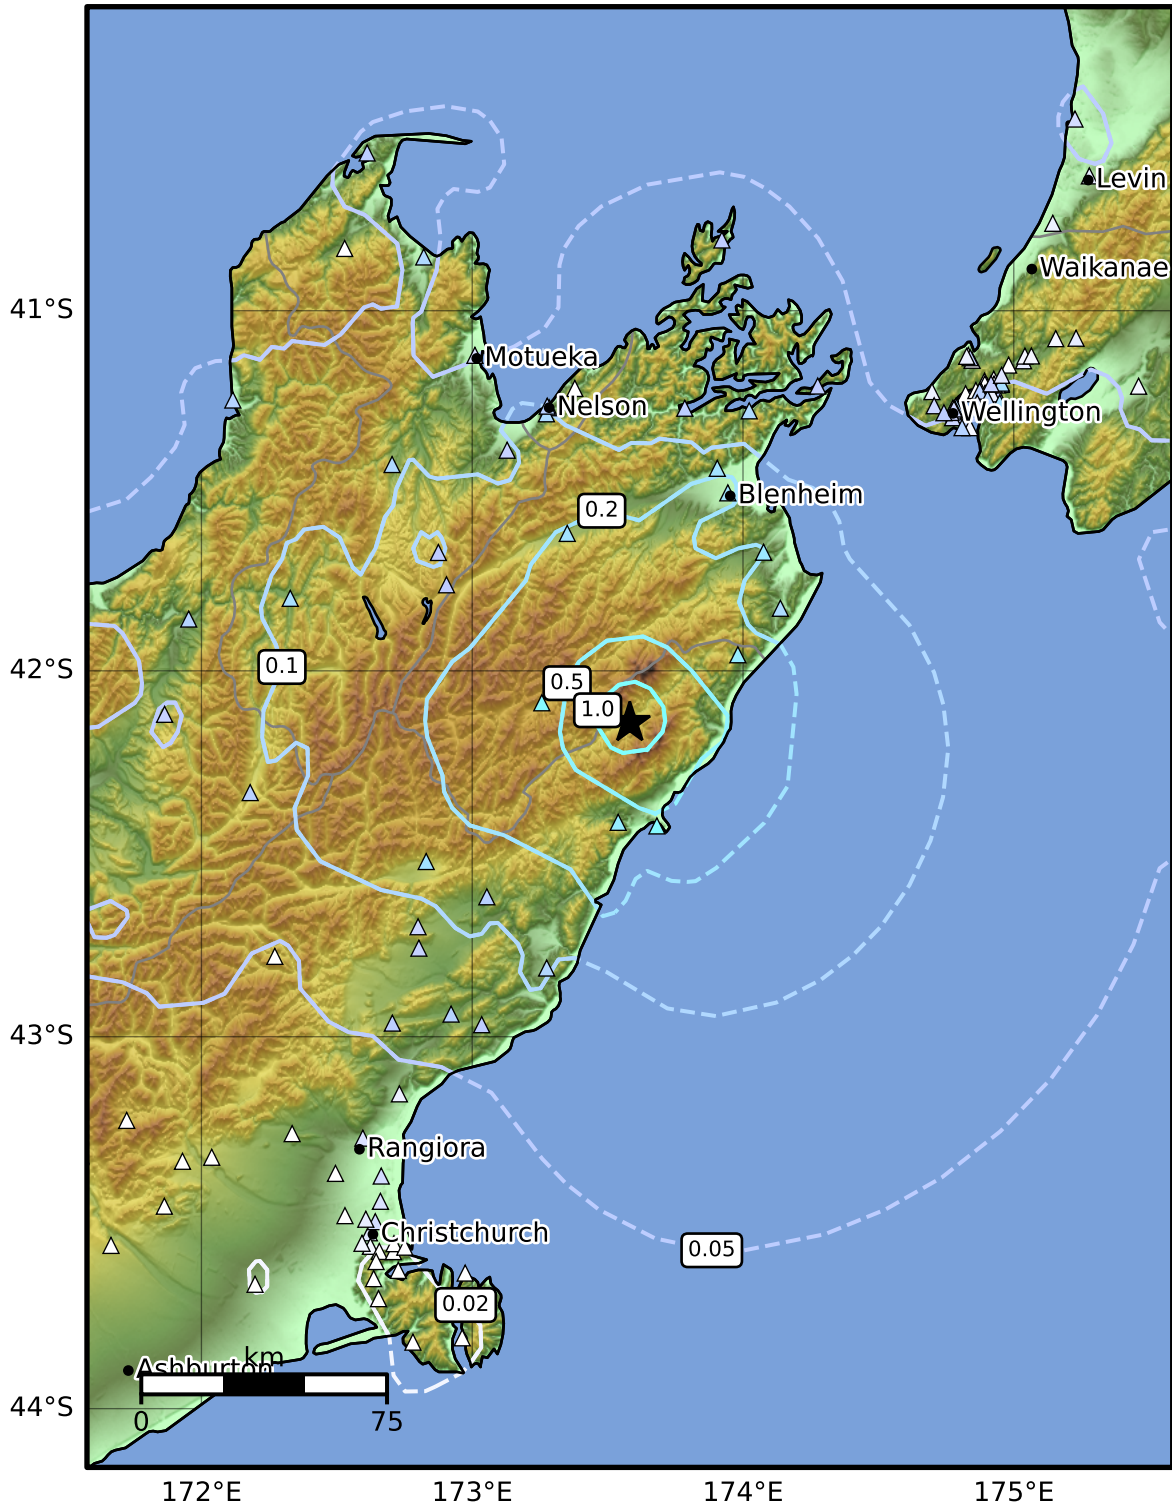 Levin
Waikanae
41°S
Motueka
Nelson
Wellington
Blenheim
0.2
42°S
0.1
0.5
1.0
43°S
Rangiora
Christchurch
0.05
0.02
km
Ashburton
44°S
0 75
172°E 173°E 174°E 175°E